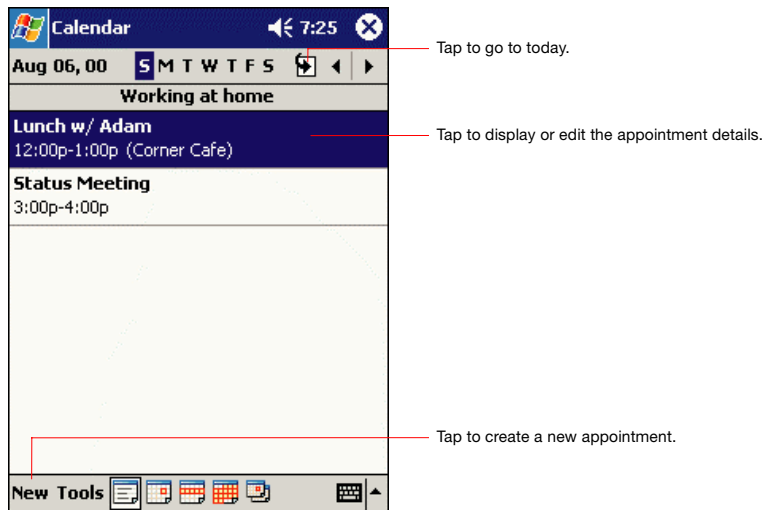 Calendar 7:25
Tap to go to today.
Aug 06, 00 S M T W T F S
Working at home
Lunch w/ Adam
Tap to display or edit the appointment details.
12:00p-1:00p (Corner Cafe)
Status Meeting
3:00p-4:00p
Tap to create a new appointment.
New Tools